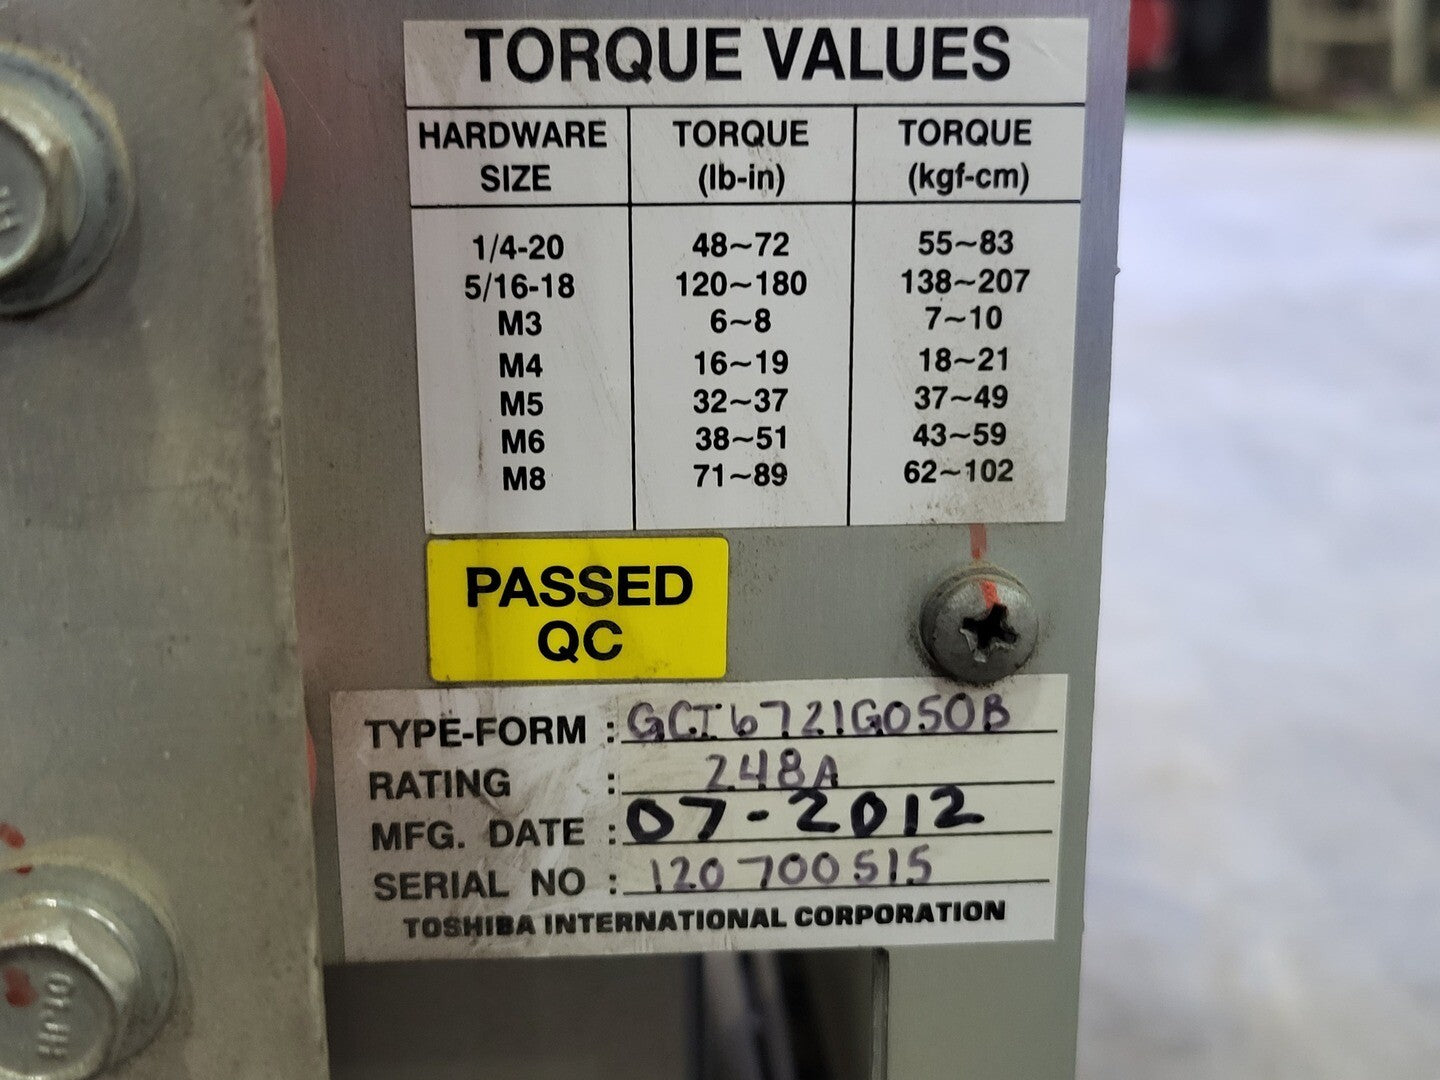 TORQUE VALUES
HARDWARE SIZE TORQUE (lb-in) TORQUE (kgf-cm)
1/4-20 48~72 55~83
5/16-18 120~180 138~207
M3 6~8 7~10
M4 16~19 18~21
M5 32~37 37~49
M6 38~51 43~59
M8 71~89 62~102
PASSED
QC
TYPE-FORM : GCI6721G050B
RATING : 248A
MFG. DATE : 07-2012
SERIAL NO : 120700515
TOSHIBA INTERNATIONAL CORPORATION